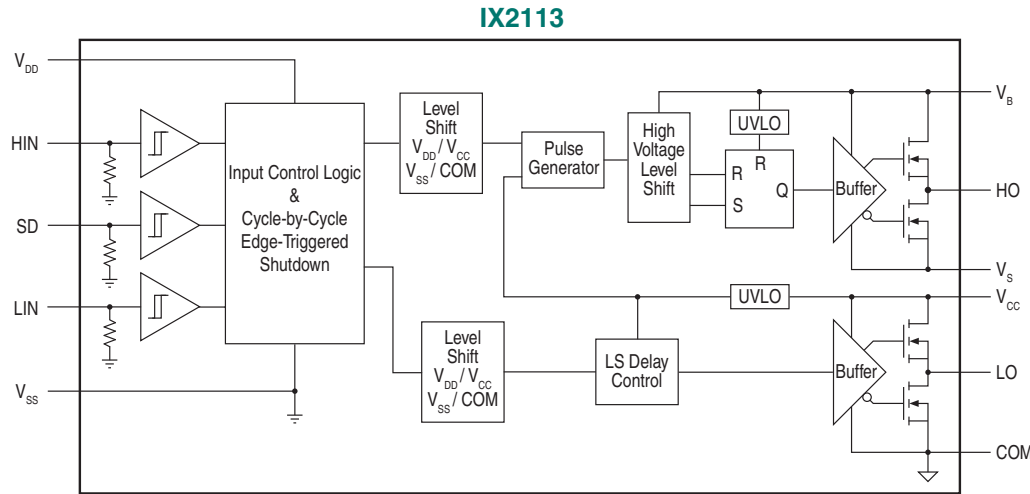 IX2113
VDD
HIN
SD
LIN
VSS
Input Control Logic
&
Cycle-by-Cycle
Edge-Triggered
Shutdown
Level
Shift
VDD / VCC
VSS / COM
Pulse
Generator
High
Voltage
Level
Shift
UVLO
R
R
S
Q
Buffer
VB
HO
VS
Level
Shift
VDD / VCC
VSS / COM
LS Delay
Control
UVLO
Buffer
VCC
LO
COM